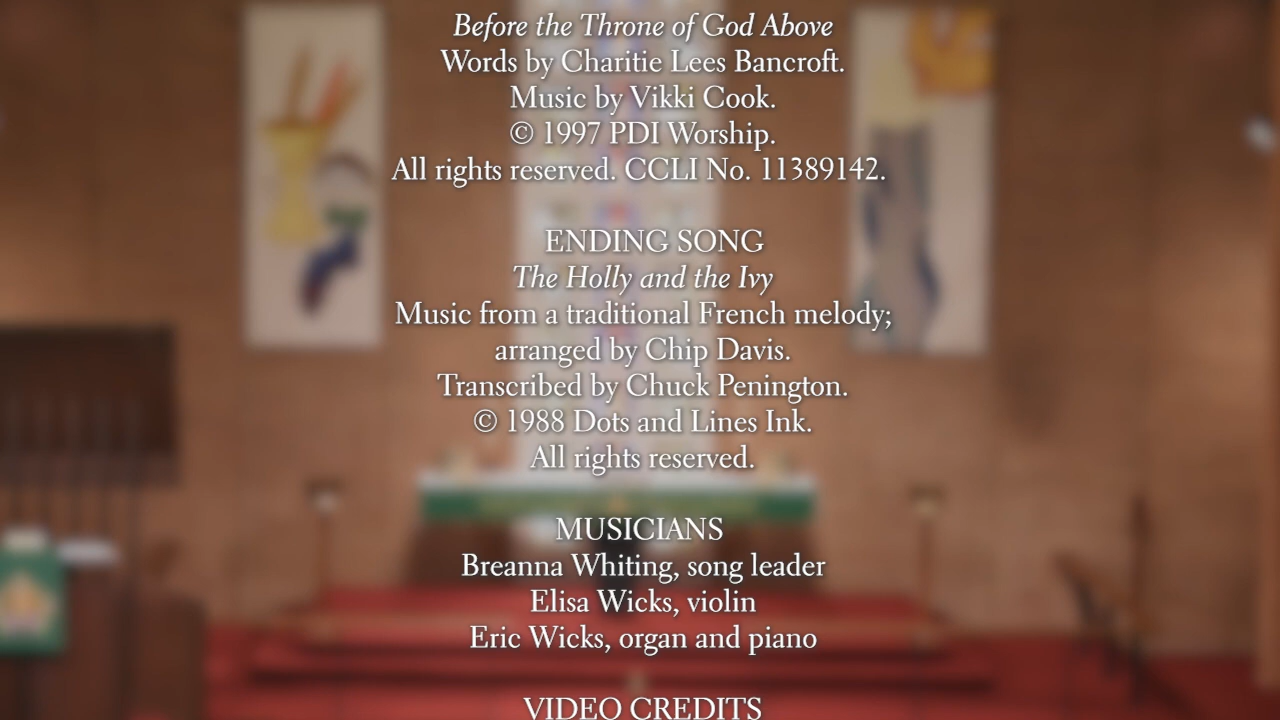 Before the Throne of God Above
Words by Charitie Lees Bancroft.
Music by Vikki Cook.
© 1997 PDI Worship.
All rights reserved. CCLI No. 11389142.
ENDING SONG
The Holly and the Ivy
Music from a traditional French melody;
arranged by Chip Davis.
Transcribed by Chuck Penington.
© 1988 Dots and Lines Ink.
All rights reserved.
MUSICIANS
Breanna Whiting, song leader
Elisa Wicks, violin
Eric Wicks, organ and piano
VIDEO CREDITS